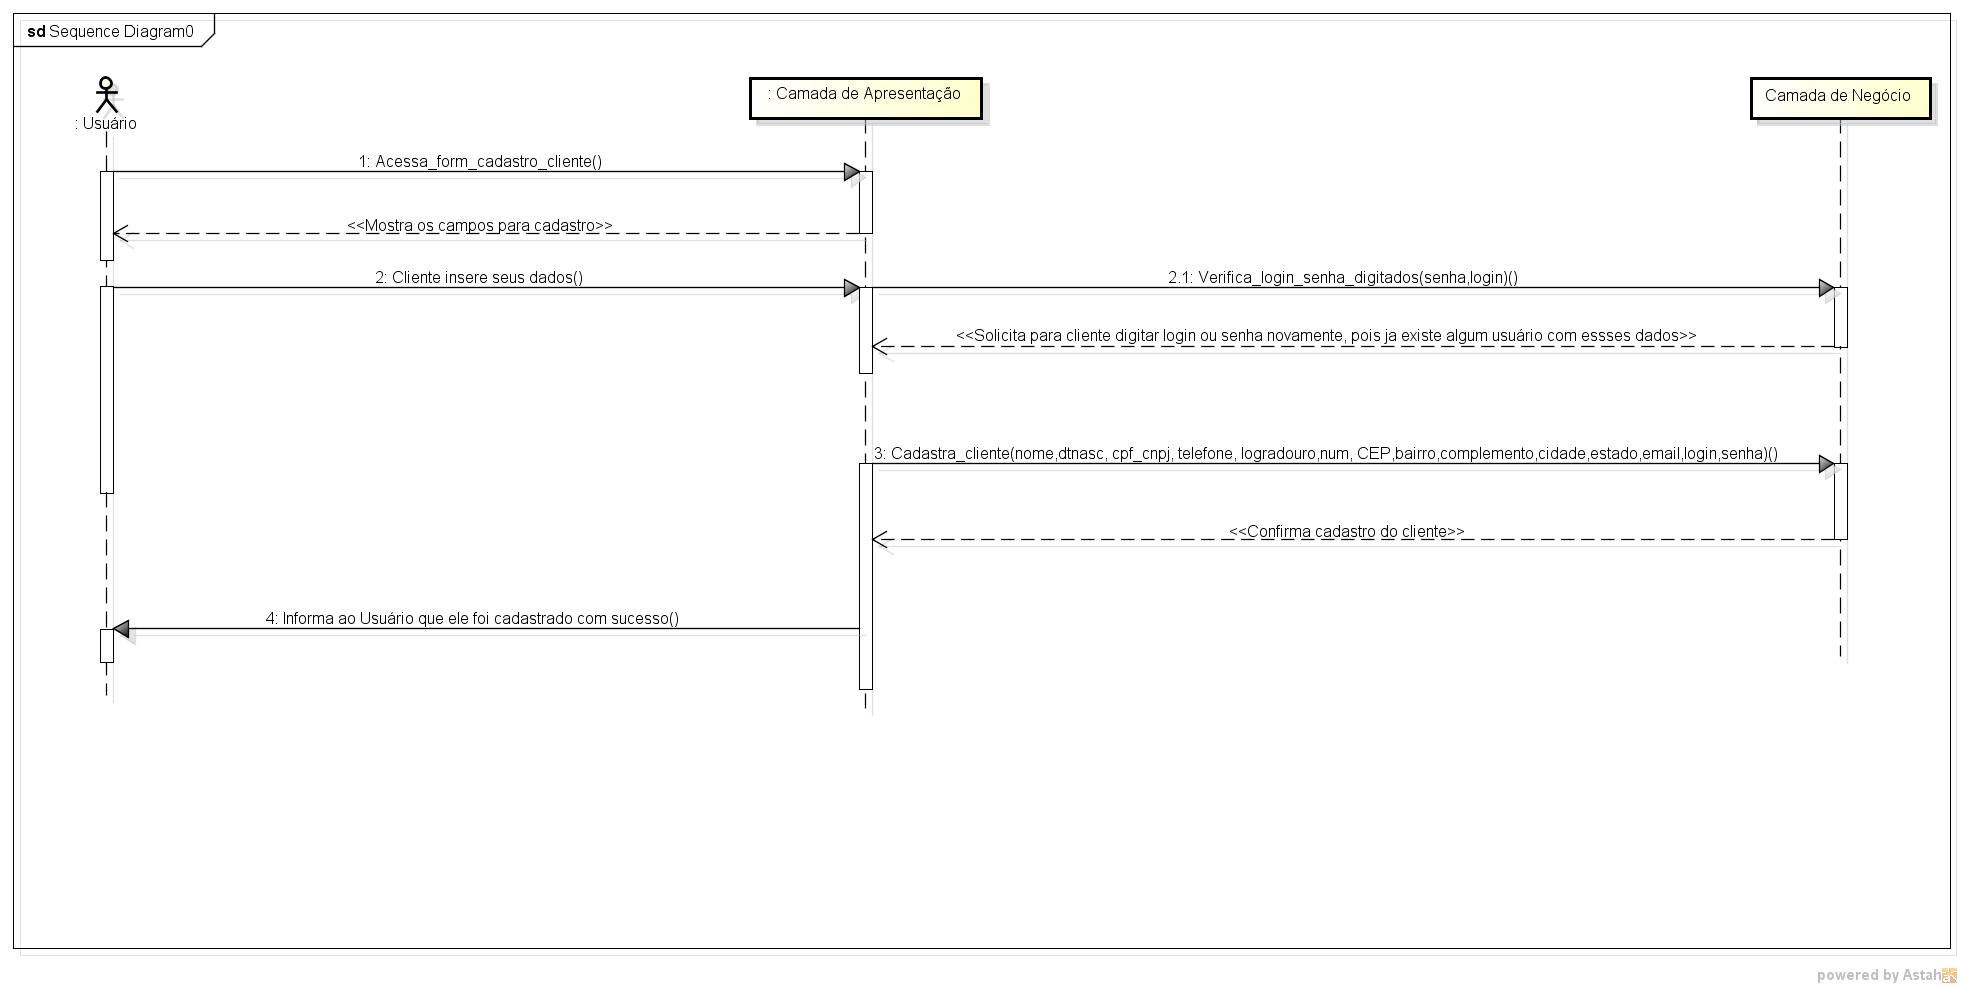 sd Sequence Diagram0
: Usuário
: Camada de Apresentação
Camada de Negócio
1: Acessa_form_cadastro_cliente()
<<Mostra os campos para cadastro>>
2: Cliente insere seus dados()
2.1: Verifica_login_senha_digitados(senha,login)()
<<Solicita para cliente digitar login ou senha novamente, pois ja existe algum usuário com essses dados>>
3: Cadastra_cliente(nome,dtnasc, cpf_cnpj, telefone, logradouro,num, CEP,bairro,complemento,cidade,estado,email,login,senha)()
<<Confirma cadastro do cliente>>
4: Informa ao Usuário que ele foi cadastrado com sucesso()
powered by Astah